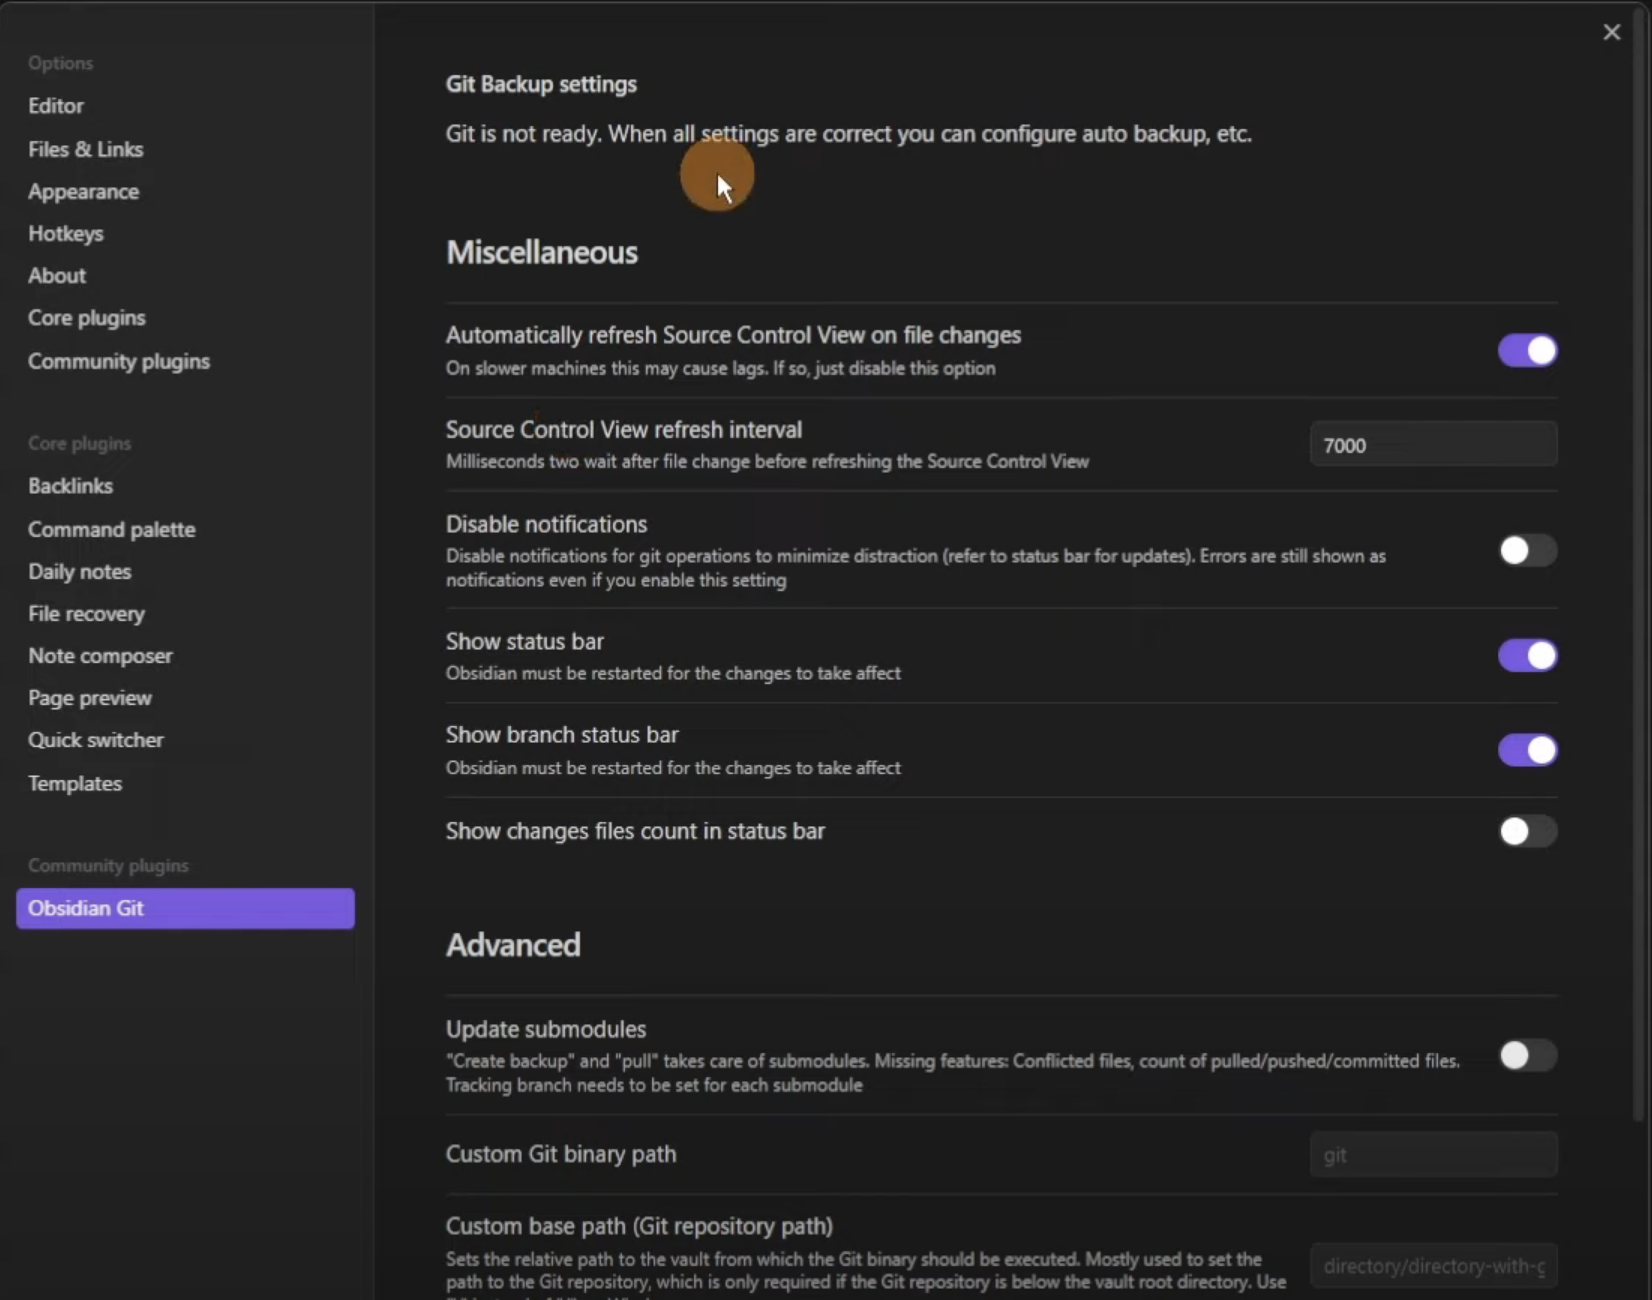 Options
Editor
Files & Links
Appearance
Hotkeys
About
Core plugins
Community plugins
Core plugins
Backlinks
Command palette
Daily notes
File recovery
Note composer
Page preview
Quick switcher
Templates
Community plugins
Obsidian Git
Git Backup settings
Git is not ready. When all settings are correct you can configure auto backup, etc.
Miscellaneous
Automatically refresh Source Control View on file changes
On slower machines this may cause lags. If so, just disable this option
Source Control View refresh interval
Milliseconds two wait after file change before refreshing the Source Control View
7000
Disable notifications
Disable notifications for git operations to minimize distraction (refer to status bar for updates). Errors are still shown as
notifications even if you enable this setting
Show status bar
Obsidian must be restarted for the changes to take affect
Show branch status bar
Obsidian must be restarted for the changes to take affect
Show changes files count in status bar
Advanced
Update submodules
"Create backup" and "pull" takes care of submodules. Missing features: Conflicted files, count of pulled/pushed/committed files.
Tracking branch needs to be set for each submodule
Custom Git binary path
git
Custom base path (Git repository path)
Sets the relative path to the vault from which the Git binary should be executed. Mostly used to set the
path to the Git repository, which is only required if the Git repository is below the vault root directory. Use
directory/directory-with-g